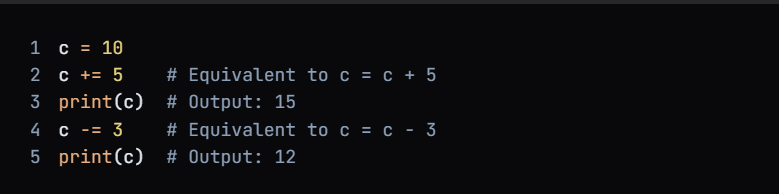 1 c = 10
2 c += 5    # Equivalent to c = c + 5
3 print(c)  # Output: 15
4 c -= 3    # Equivalent to c = c - 3
5 print(c)  # Output: 12